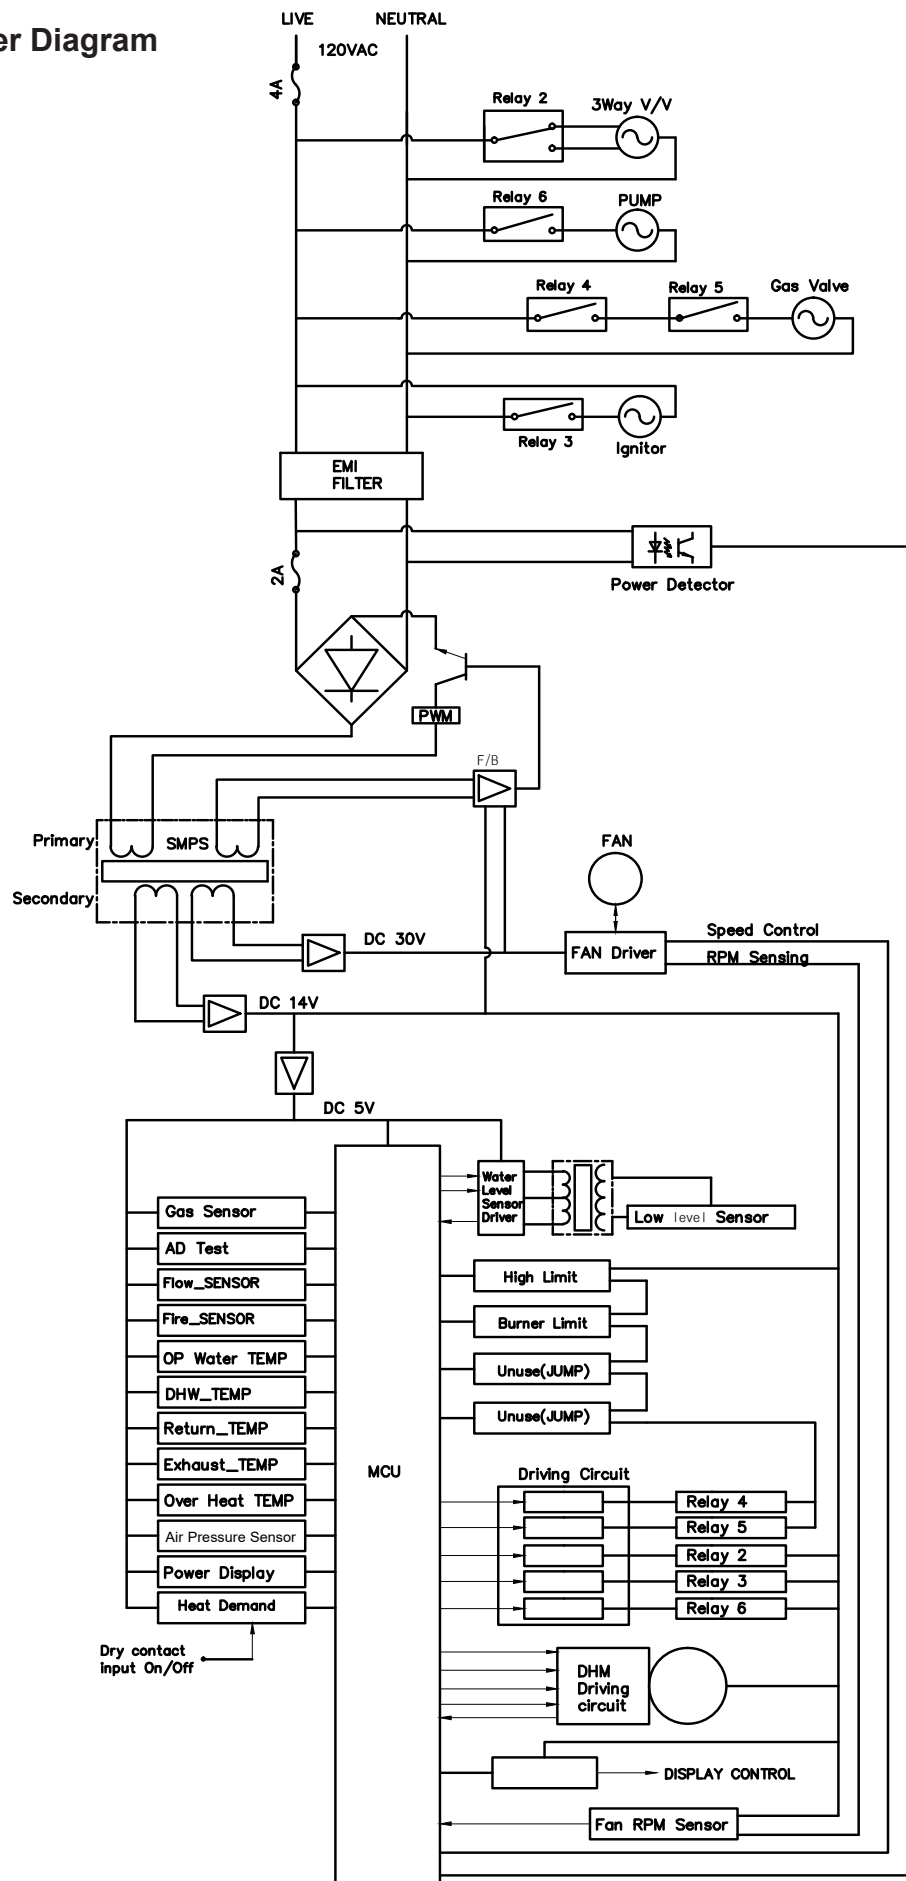 er Diagram
LIVE
NEUTRAL
120VAC
4A
Relay 2
3Way V/V
Relay 6
PUMP
Relay 4
Relay 5
Gas Valve
Relay 3
Ignitor
EMI
FILTER
2A
Power Detector
PWM
F/B
Primary
SMPS
Secondary
FAN
DC 30V
FAN Driver
Speed Control
RPM Sensing
DC 14V
DC 5V
Water
Level
Sensor
Driver
Low level Sensor
Gas Sensor
AD Test
Flow_SENSOR
Fire_SENSOR
OP Water TEMP
DHW_TEMP
Return_TEMP
Exhaust_TEMP
Over Heat TEMP
Air Pressure Sensor
Power Display
Heat Demand
Dry contact
input On/Off
MCU
High Limit
Burner Limit
Unuse(JUMP)
Unuse(JUMP)
Driving Circuit
Relay 4
Relay 5
Relay 2
Relay 3
Relay 6
DHM
Driving
circuit
DISPLAY CONTROL
Fan RPM Sensor